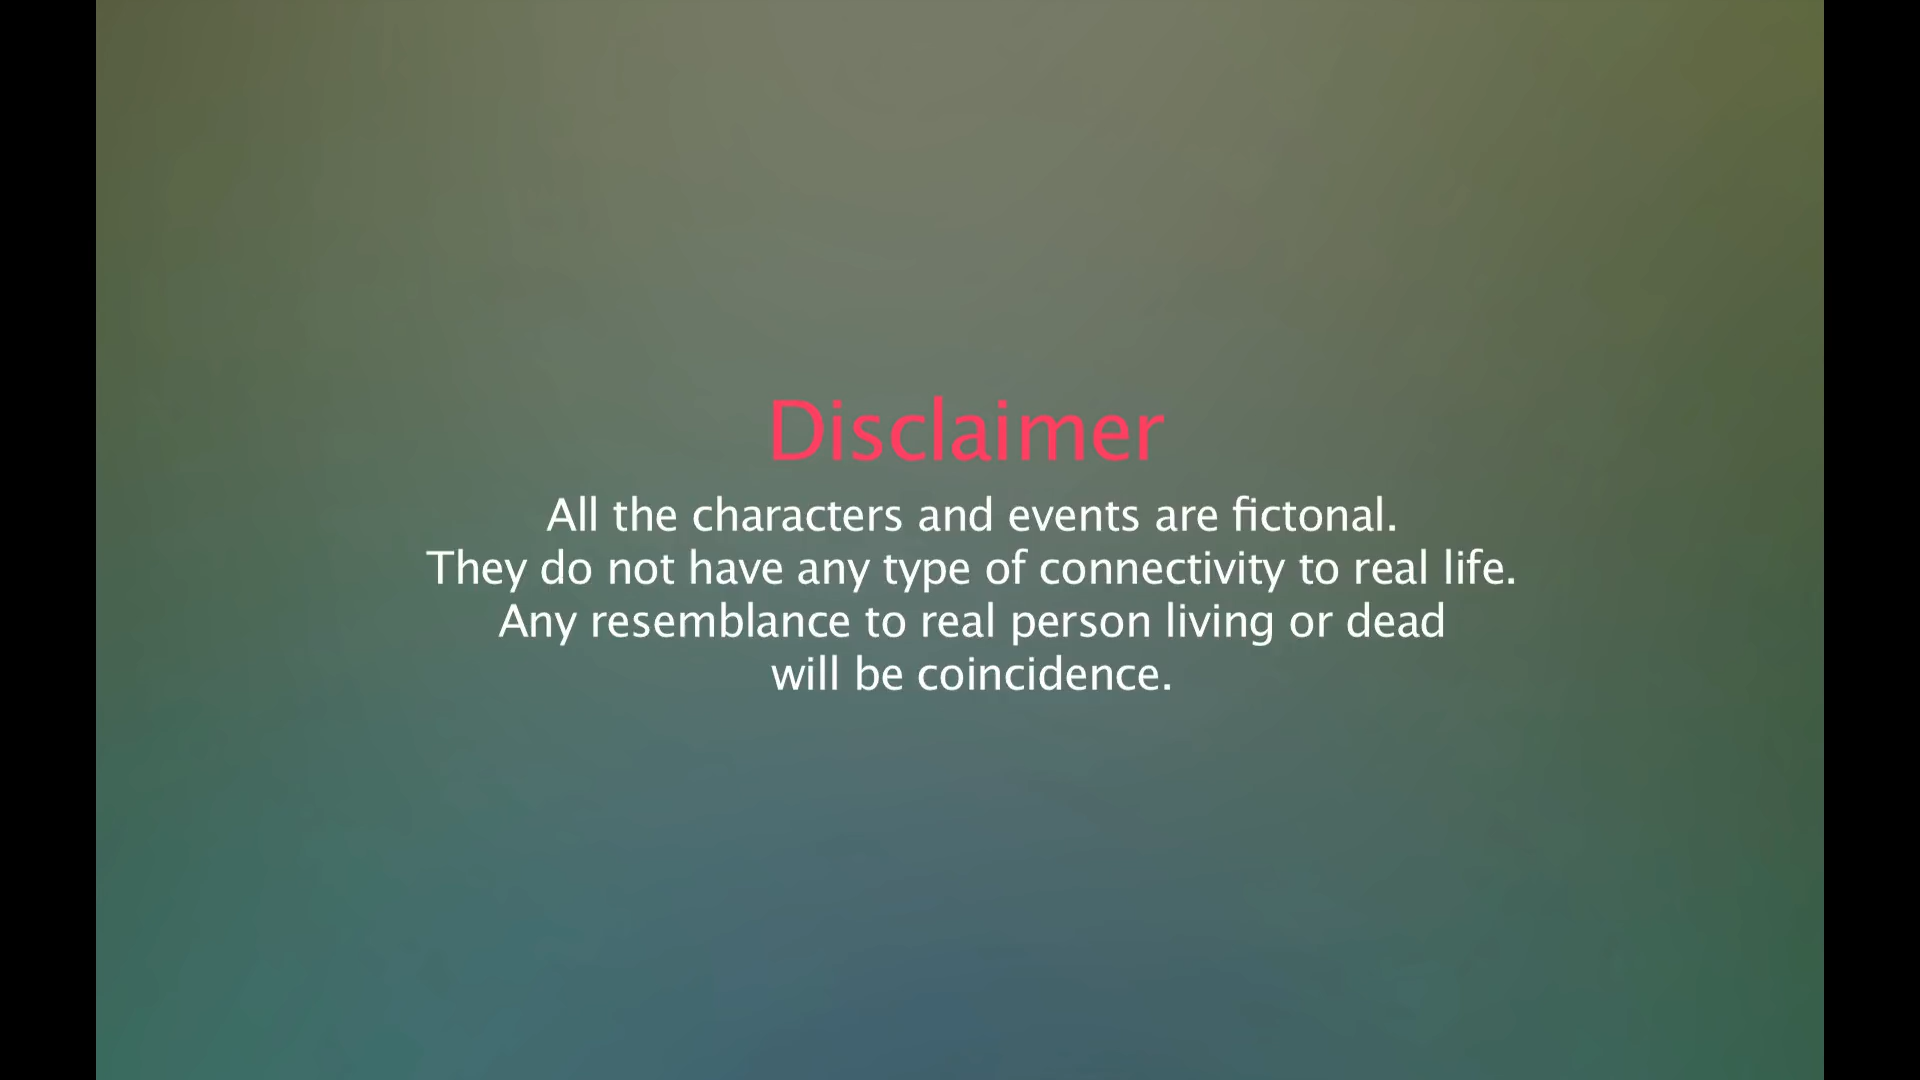 Disclaimer
All the characters and events are fictonal.
They do not have any type of connectivity to real life.
Any resemblance to real person living or dead
will be coincidence.